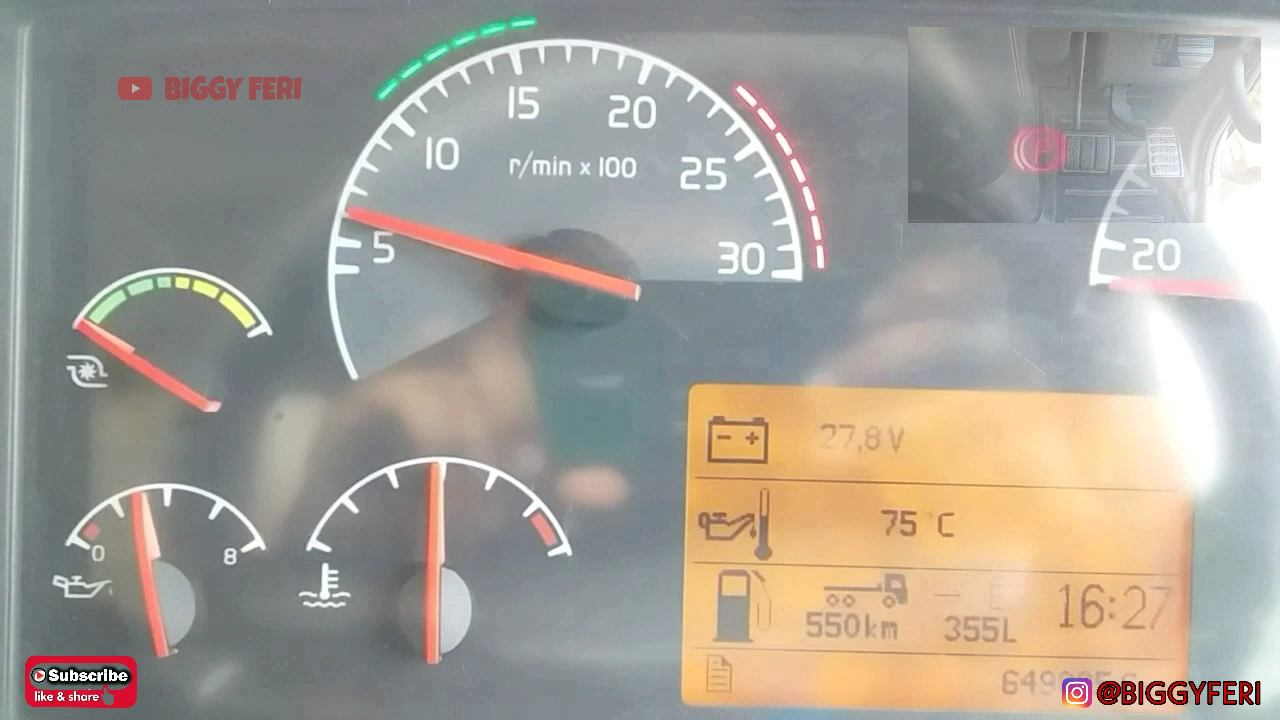 BIGGY FERI
15
20
10
r/min x 100
25
5
30
20
27,8 V
75 °C
0
8
16:27
550km
355L
Subscribe
like & share
@BIGGYFERI